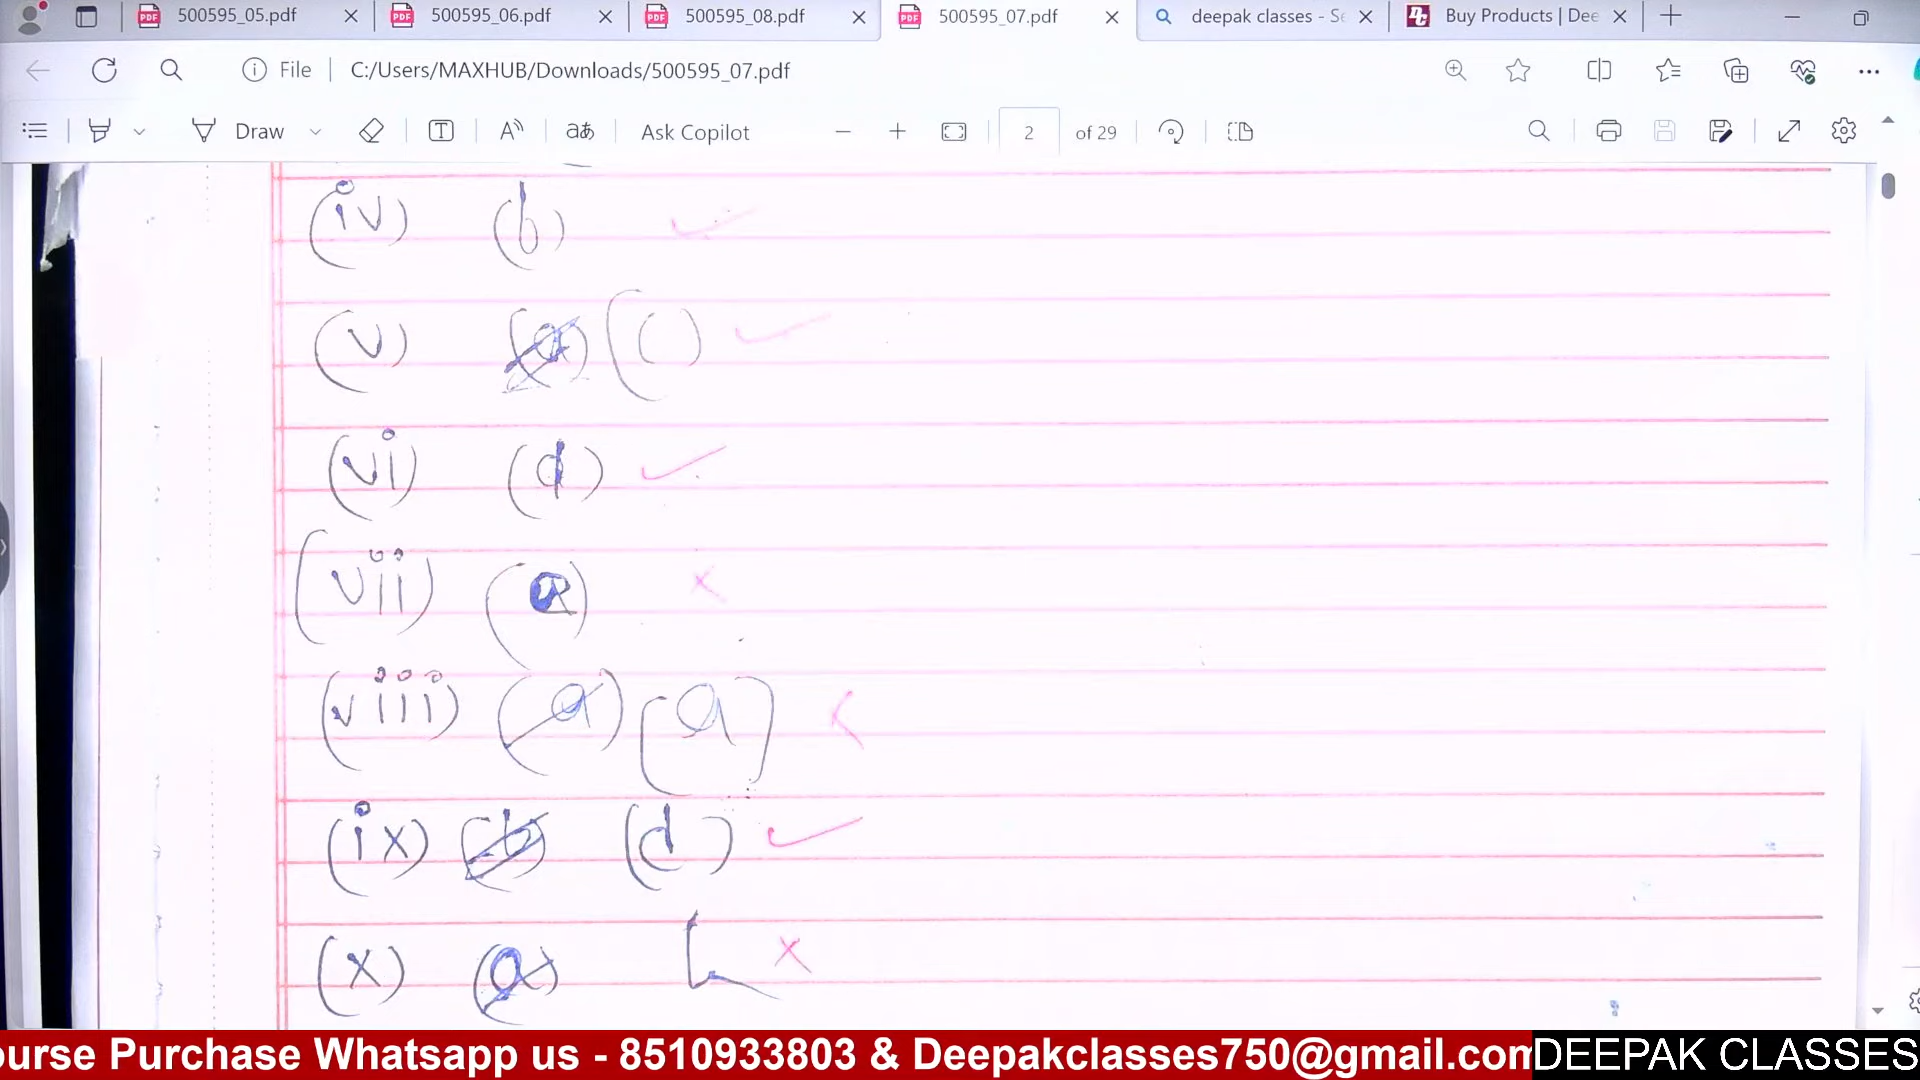 500595_05.pdf 500595_06.pdf 500595_08.pdf 500595_07.pdf deepak classes - Se Buy Products | Dee
File C:/Users/MAXHUB/Downloads/500595_07.pdf
Draw Ask Copilot 2 of 29
(iv) (b)
(v) (a)
(vi) (d)
(vii) (a)
(viii) (a) (a)
(ix) (b) (d)
(x) (a)
ourse Purchase Whatsapp us - 8510933803 & Deepakclasses750@gmail.com DEEPAK CLASSES